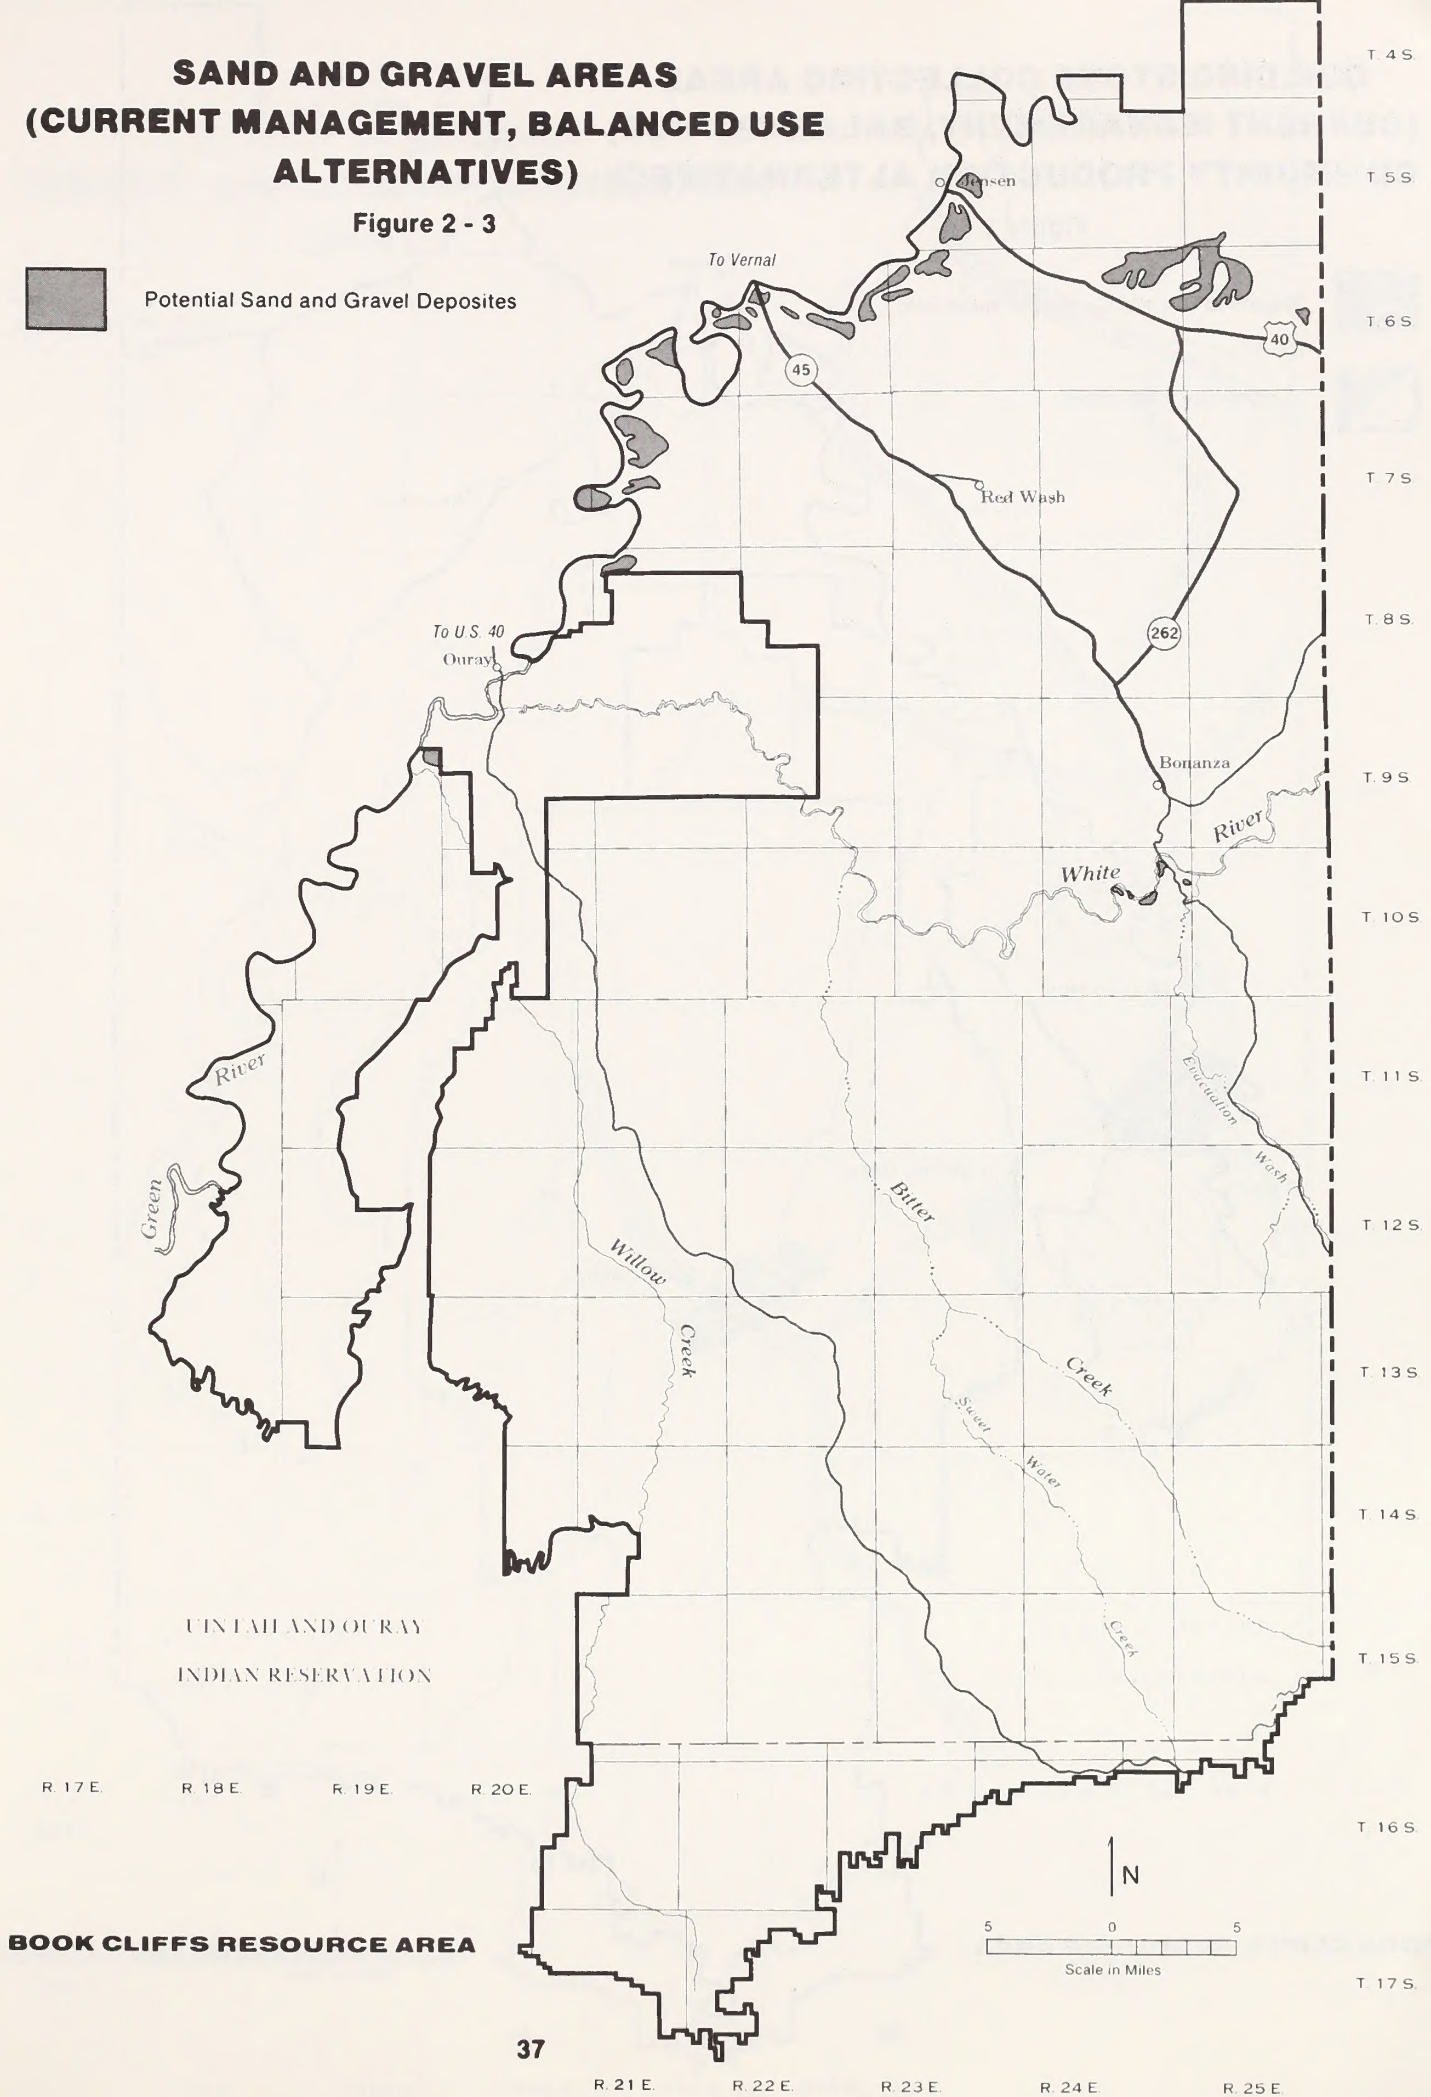 SAND AND GRAVEL AREAS
(CURRENT MANAGEMENT, BALANCED USE
ALTERNATIVES)
Figure 2 - 3
Potential Sand and Gravel Deposites
T. 4 S.
T. 5 S.
T. 6 S.
T. 7 S.
T. 8 S.
T. 9 S.
T. 10 S.
T. 11 S.
T. 12 S.
T. 13 S.
T. 14 S.
T. 15 S.
T. 16 S.
T. 17 S.
Jensen
To Vernal
40
45
Red Wash
262
To U.S. 40
Ouray
Bonanza
River
White
River
Green
Evacuation
Wash
Bitter
Creek
Willow
Creek
Sweet
Water
Creek
UINTAH AND OURAY
INDIAN RESERVATION
R. 17 E.
R. 18 E.
R. 19 E.
R. 20 E.
N
5 0 5
Scale in Miles
BOOK CLIFFS RESOURCE AREA
37
R. 21 E.
R. 22 E.
R. 23 E.
R. 24 E.
R. 25 E.